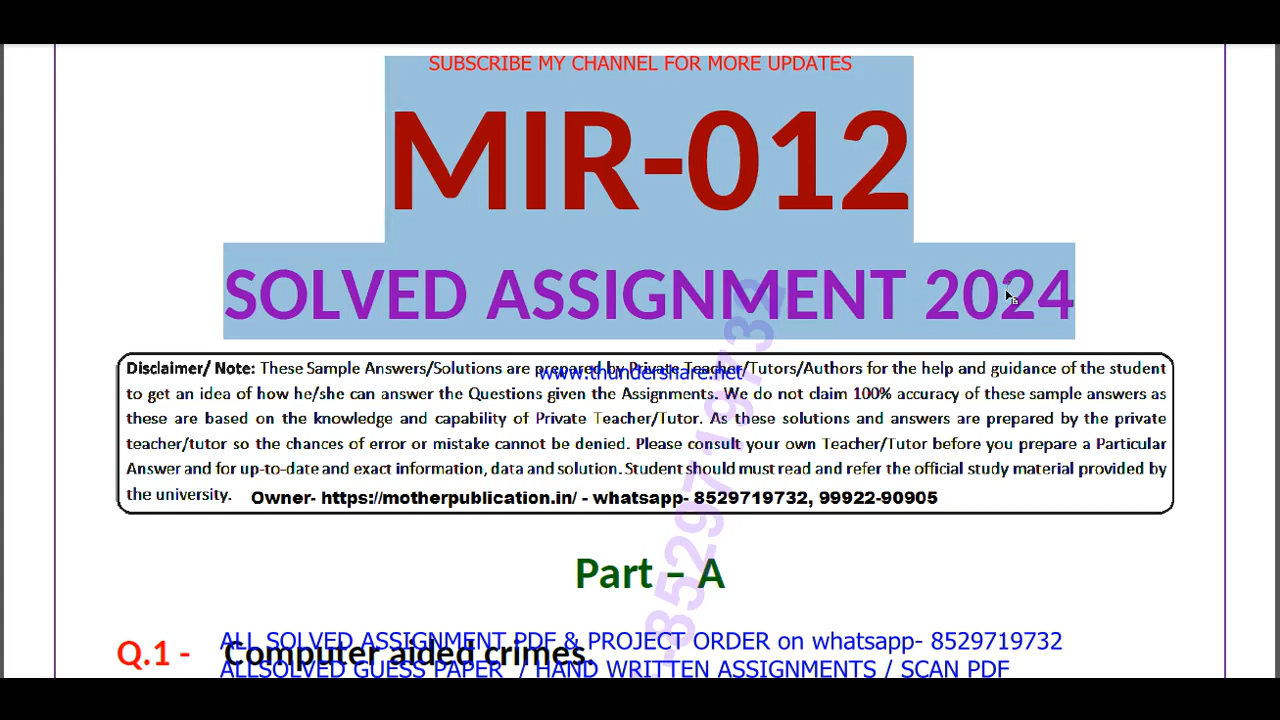 SUBSCRIBE MY CHANNEL FOR MORE UPDATES
MIR-012
SOLVED ASSIGNMENT 2024
Disclaimer/ Note: These Sample Answers/Solutions are prepared by Private Teacher/Tutors/Authors for the help and guidance of the student
www.thundershare.net
to get an idea of how he/she can answer the Questions given the Assignments. We do not claim 100% accuracy of these sample answers as
these are based on the knowledge and capability of Private Teacher/Tutor. As these solutions and answers are prepared by the private
teacher/tutor so the chances of error or mistake cannot be denied. Please consult your own Teacher/Tutor before you prepare a Particular
Answer and for up-to-date and exact information, data and solution. Student should must read and refer the official study material provided by
the university. Owner- https://motherpublication.in/ - whatsapp- 8529719732, 99922-90905
-8529719732
Part – A
ALL SOLVED ASSIGNMENT PDF & PROJECT ORDER on whatsapp- 8529719732
Q.1 - Computer aided crimes.
ALLSOLVED GUESS PAPER / HAND WRITTEN ASSIGNMENTS / SCAN PDF